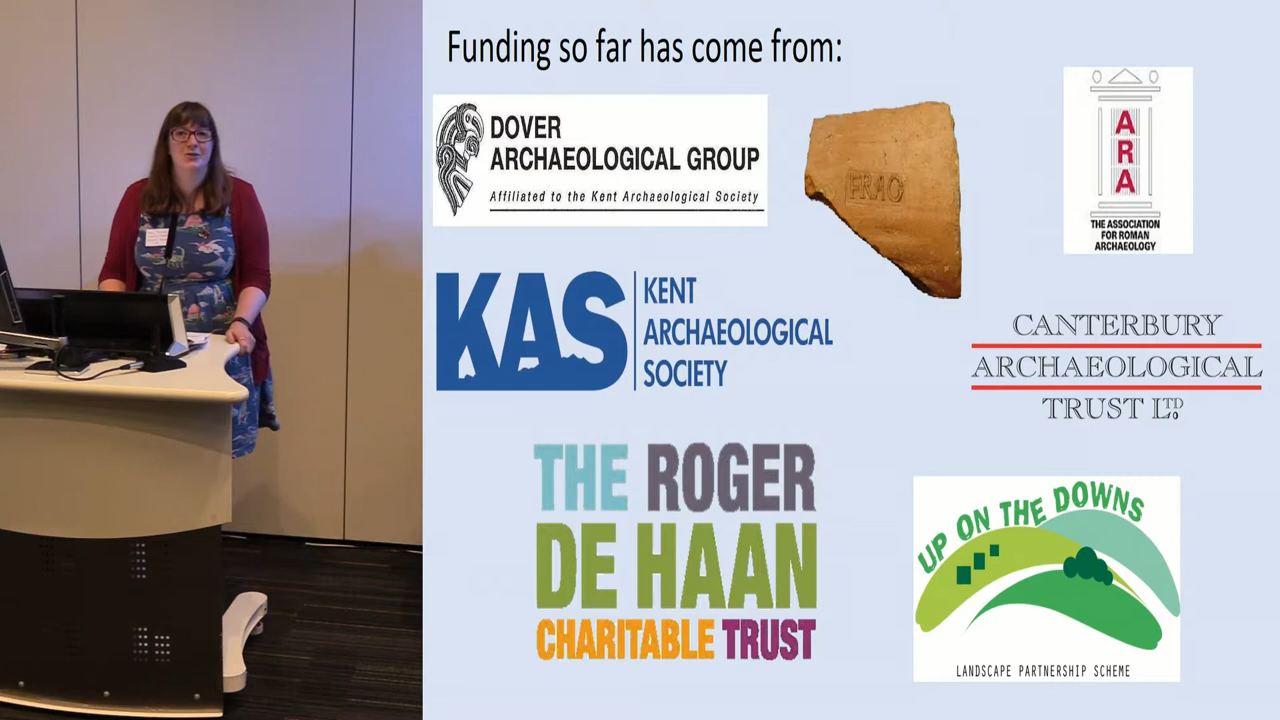 Funding so far has come from:
DOVER
ARCHAEOLOGICAL GROUP
Affiliated to the Kent Archaeological Society
FRAO
ARA
THE ASSOCIATION
FOR ROMAN
ARCHAEOLOGY
KAS
KENT
ARCHAEOLOGICAL
SOCIETY
CANTERBURY
ARCHAEOLOGICAL
TRUST LTD.
THE ROGER
DE HAAN
CHARITABLE TRUST
UP ON THE DOWNS
LANDSCAPE PARTNERSHIP SCHEME